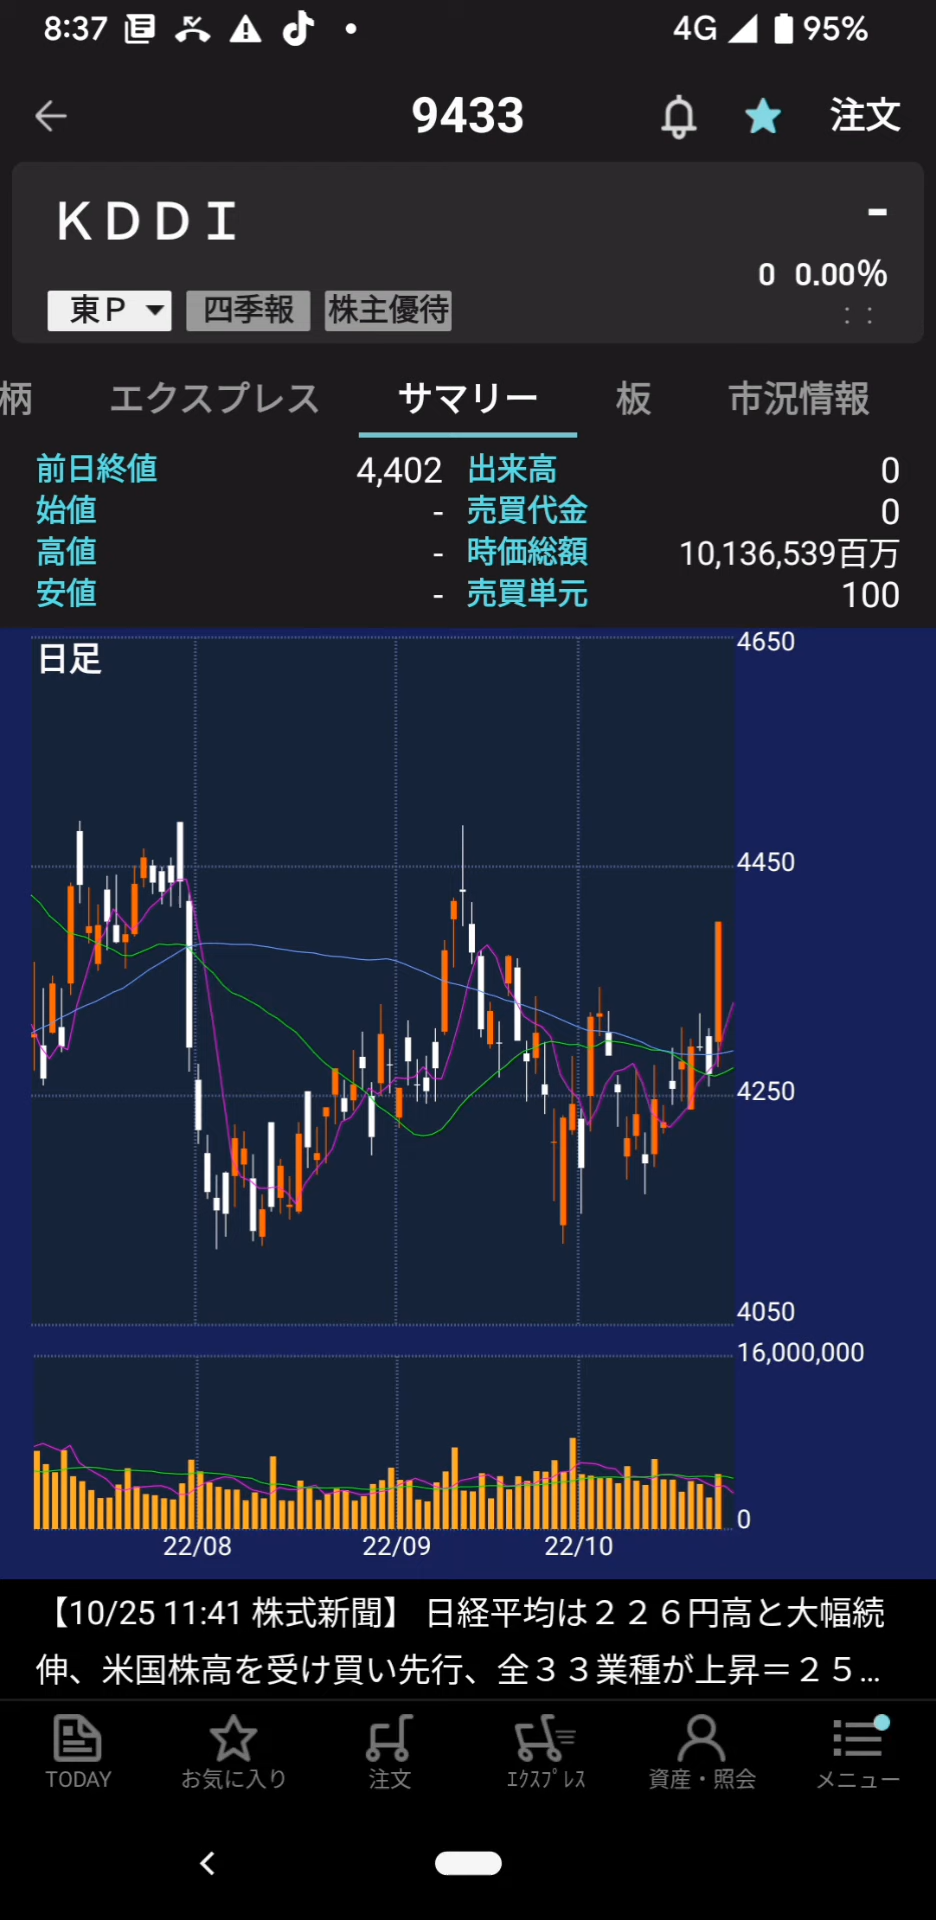 8:37 4G 95%
9433 注文
ＫＤＤＩ -
0 0.00%
東Ｐ 四季報 株主優待 : :
柄 エクスプレス サマリー 板 市況情報
前日終値 4,402 出来高 0
始値 - 売買代金 0
高値 - 時価総額 10,136,539百万
安値 - 売買単元 100
日足 4650
4450
4250
4050
16,000,000
0
22/08 22/09 22/10
【10/25 11:41 株式新聞】 日経平均は２２６円高と大幅続
伸、米国株高を受け買い先行、全３３業種が上昇＝２５...
TODAY お気に入り 注文 ｴｸｽﾌﾟﾚｽ 資産・照会 メニュー